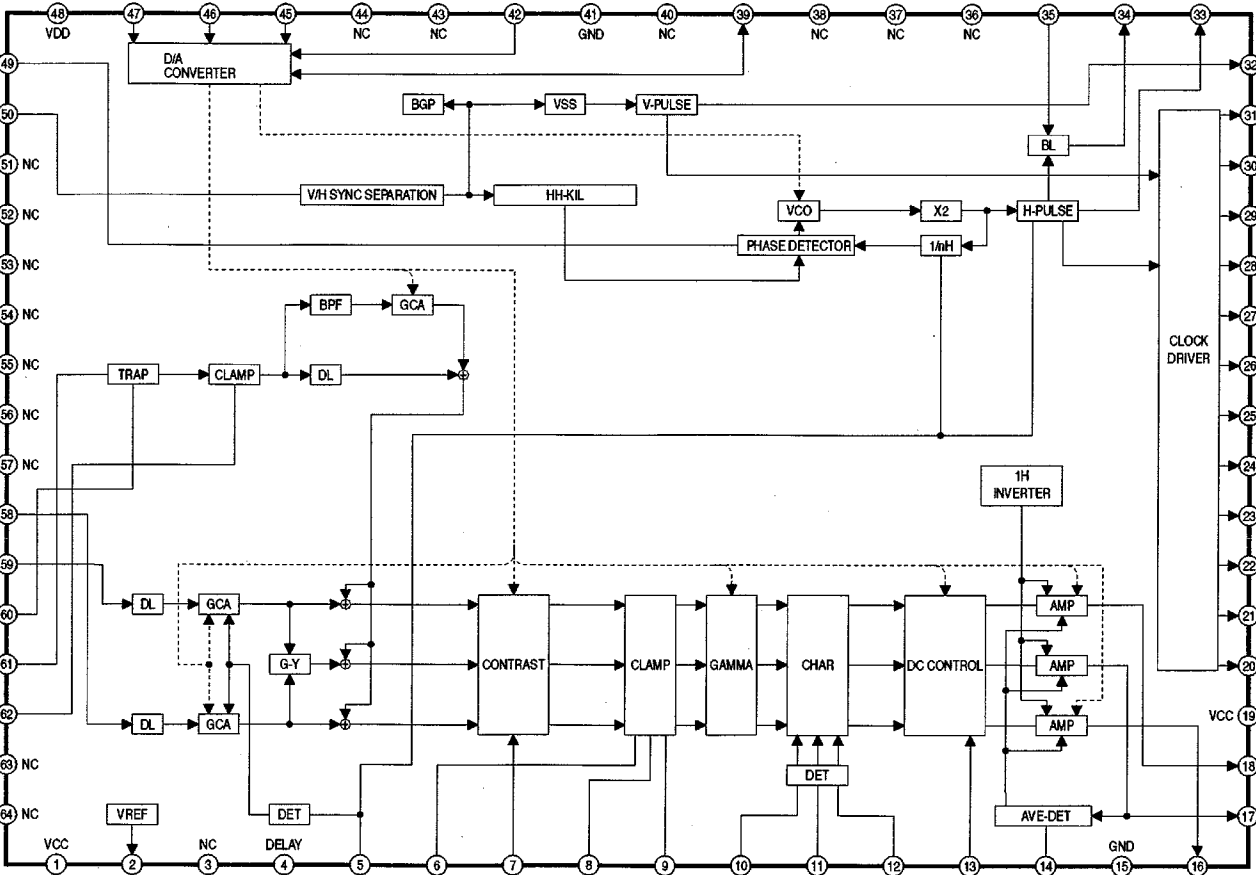 48 47 46 45 44 43 42 41 40 39 38 37 36 35 34 33
VDD NC NC GND NC NC NC NC
D/A
CONVERTER
49 32
BGP VSS V-PULSE
50 31
BL
51 NC 30
V/H SYNC SEPARATION HH-KIL
52 NC VCO X2 H-PULSE 29
PHASE DETECTOR 1/nH
53 NC 28
BPF GCA
54 NC 27
CLOCK
DRIVER
55 NC TRAP CLAMP DL 26
56 NC 25
57 NC 24
1H
INVERTER
58 23
59 22
DL GCA AMP
60 21
61 G-Y CONTRAST CLAMP GAMMA CHAR DC CONTROL AMP 20
62 VCC 19
DL GCA AMP
63 NC 18
DET
64 NC VREF DET AVE-DET 17
VCC NC DELAY GND
1 2 3 4 5 6 7 8 9 10 11 12 13 14 15 16